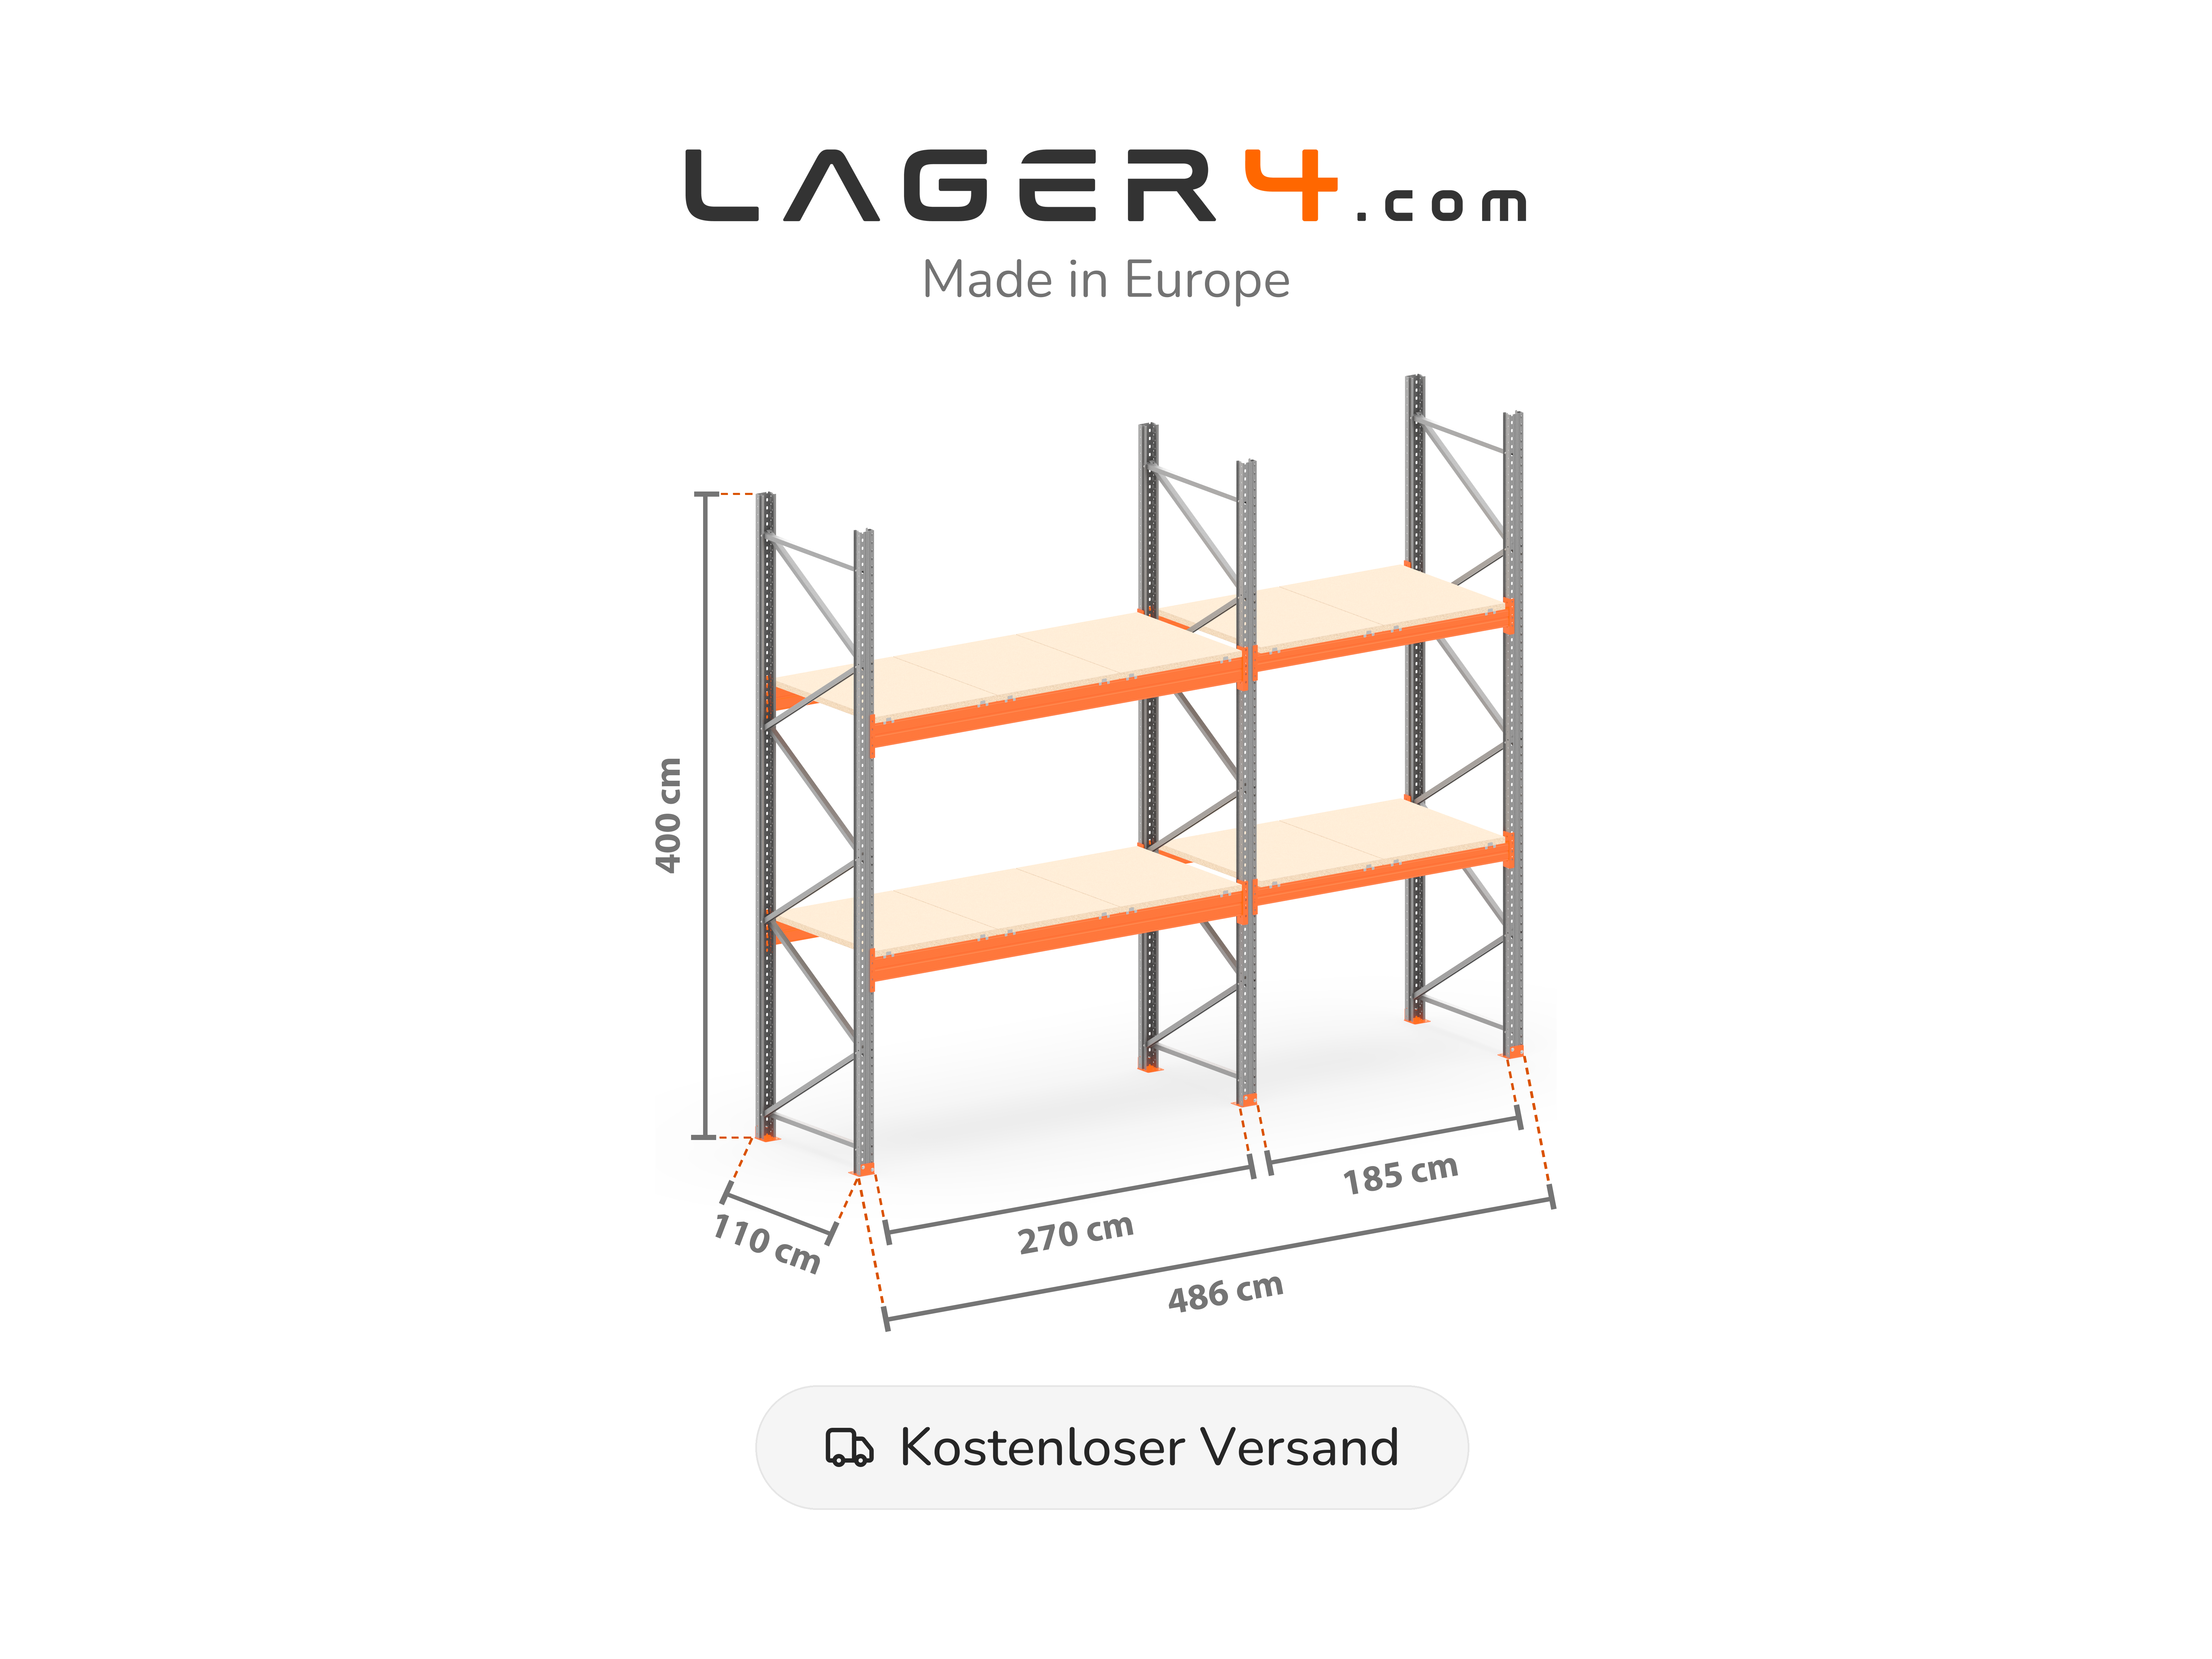 LAGER4.com
Made in Europe
400 cm
110 cm
270 cm
185 cm
486 cm
Kostenloser Versand